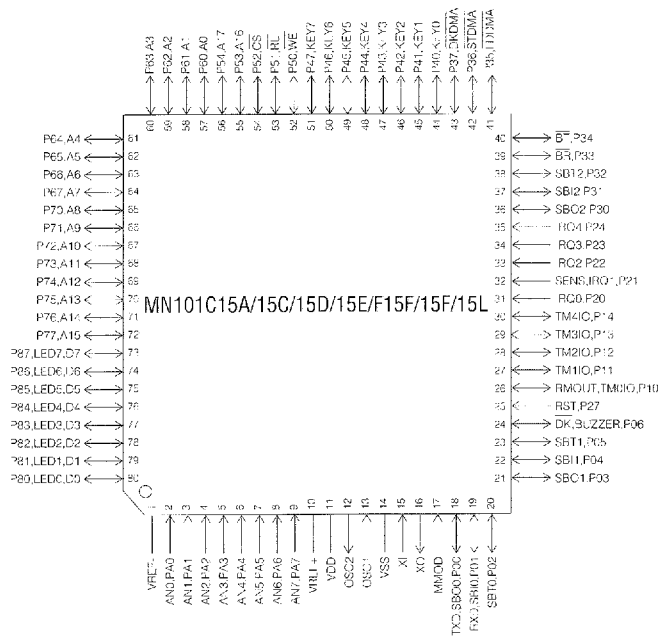 P63,A3
P62,A2
P61,A1
P60,A0
P54,A17
P53,A16
P52,CS
P50,WE
P47,KEY7
P46,KEY6
P45,KEY5
P44,KEY4
P43,KEY3
P42,KEY2
P41,KEY1
P40,KEY0
P37,DKDMA
P36,STDMA
60 59 58 57 56 55 54 53 52 51 50 49 48 47 46 45 44 43 42 41
P64,A4 61
P65,A5 62
P66,A6 63
P67,A7 64
P70,A8 65
P71,A9 66
P72,A10 67
P73,A11 68
P74,A12 69
P75,A13 70
P76,A14 71
P77,A15 72
P87,LED7,D7 73
P86,LED6,D6 74
P85,LED5,D5 75
P84,LED4,D4 76
P83,LED3,D3 77
P82,LED2,D2 78
P81,LED1,D1 79
P80,LED0,D0 80
MN101C15A/15C/15D/15E/F15F/15F/15L
40 P34
39 P33
38 SBT2,P32
37 SBI2,P31
36 SBO2,P30
35 RQ4,P24
34 RQ3,P23
33 RQ2,P22
32 SENS,IRQ1,P21
31 RQ0,P20
30 TM4IO,P14
29 TM3IO,P13
28 TM2IO,P12
27 TM1IO,P11
26 RMOUT,TM0IO,P10
25 RST,P27
24 DK,BUZZER,P06
23 SBT1,P05
22 SBI1,P04
21 SBO1,P03
1 2 3 4 5 6 7 8 9 10 11 12 13 14 15 16 17 18 19 20
VREF-
AN0,PA0
AN1,PA1
AN2,PA2
AN3,PA3
AN4,PA4
AN5,PA5
AN6,PA6
AN7,PA7
VREF+
VDD
OSC2
OSC1
VSS
XI
XO
MMOD
TXD,SBO0,P00
RXD,SBI0,P01
SBT0,P02